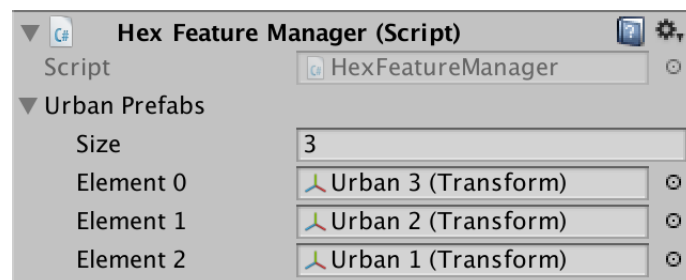 Hex Feature Manager (Script)
Script HexFeatureManager
Urban Prefabs
Size 3
Element 0 Urban 3 (Transform)
Element 1 Urban 2 (Transform)
Element 2 Urban 1 (Transform)